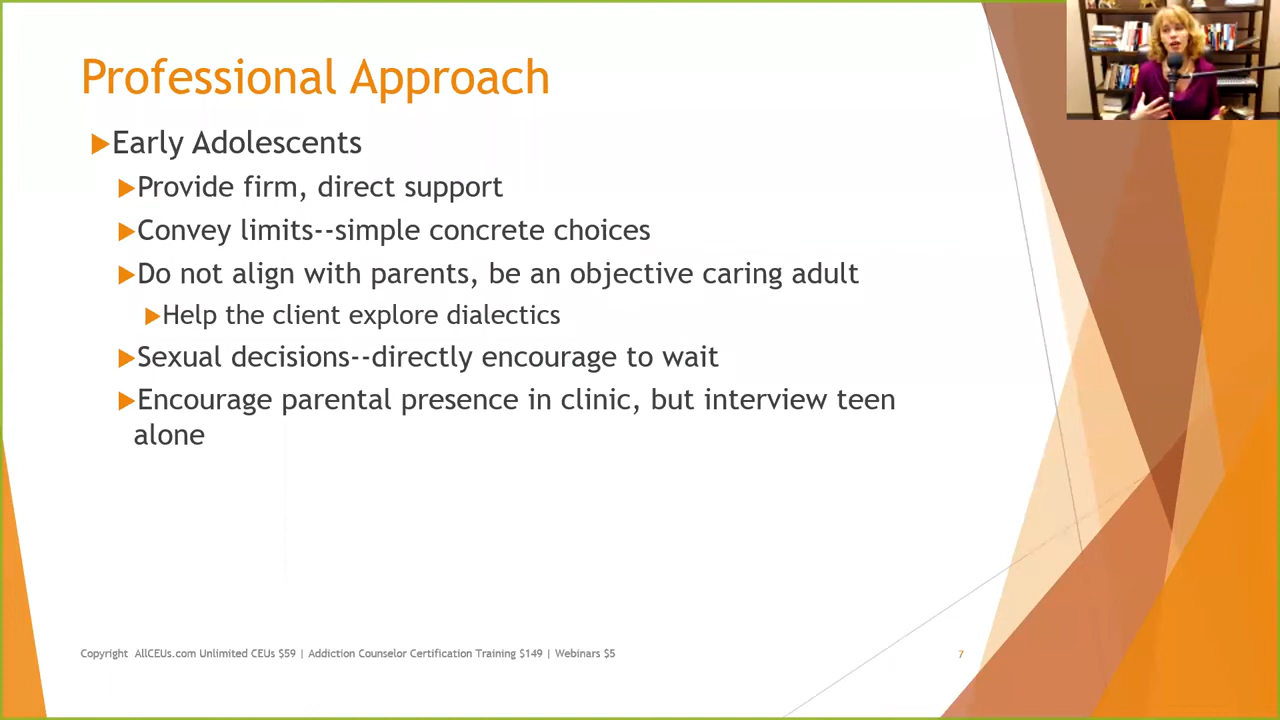 Professional Approach
Early Adolescents
Provide firm, direct support
Convey limits--simple concrete choices
Do not align with parents, be an objective caring adult
Help the client explore dialectics
Sexual decisions--directly encourage to wait
Encourage parental presence in clinic, but interview teen
alone
Copyright AllCEUs.com Unlimited CEUs $59 | Addiction Counselor Certification Training $149 | Webinars $5
7